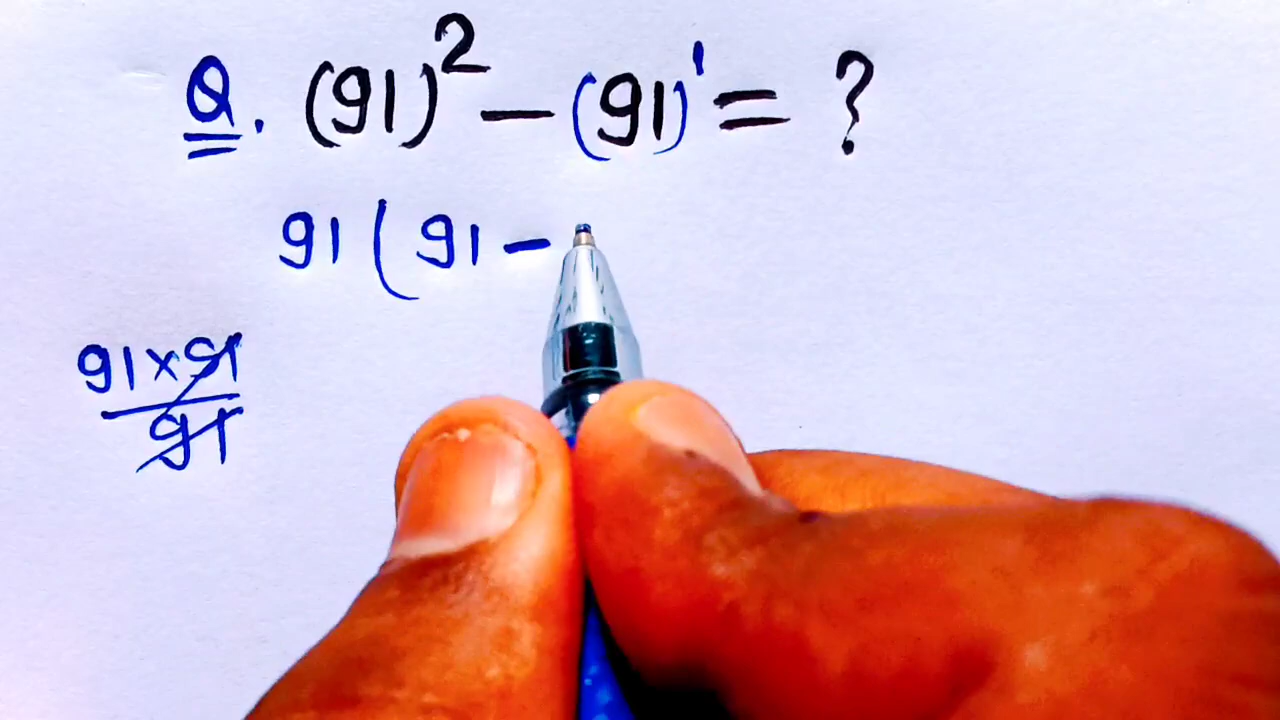 Q. (91)² – (91)¹ = ?
91 ( 91 –
91 × 91
91